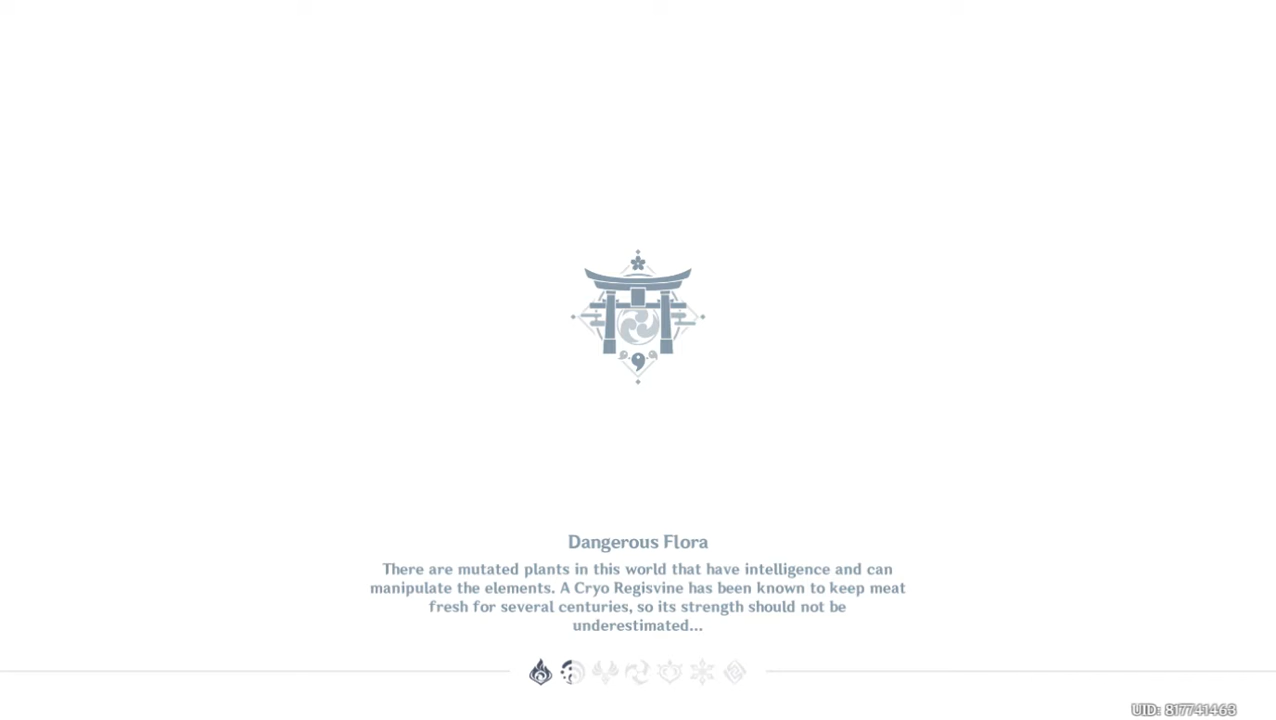 Dangerous Flora
There are mutated plants in this world that have intelligence and can
manipulate the elements. A Cryo Regisvine has been known to keep meat
fresh for several centuries, so its strength should not be
underestimated...
UID: 817741463